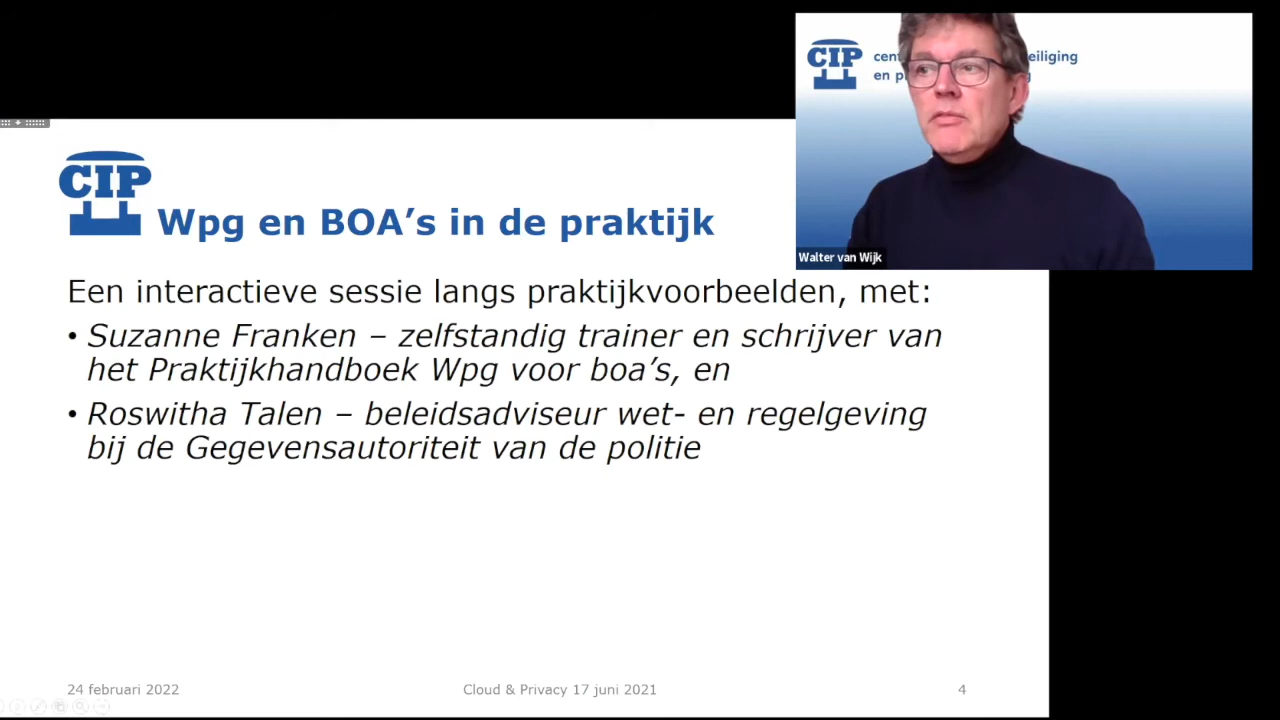 CIP
cent
eiliging
en p
g
Walter van Wijk
CIP
Wpg en BOA’s in de praktijk
Een interactieve sessie langs praktijkvoorbeelden, met:
• Suzanne Franken – zelfstandig trainer en schrijver van
het Praktijkhandboek Wpg voor boa’s, en
• Roswitha Talen – beleidsadviseur wet- en regelgeving
bij de Gegevensautoriteit van de politie
24 februari 2022
Cloud & Privacy 17 juni 2021
4